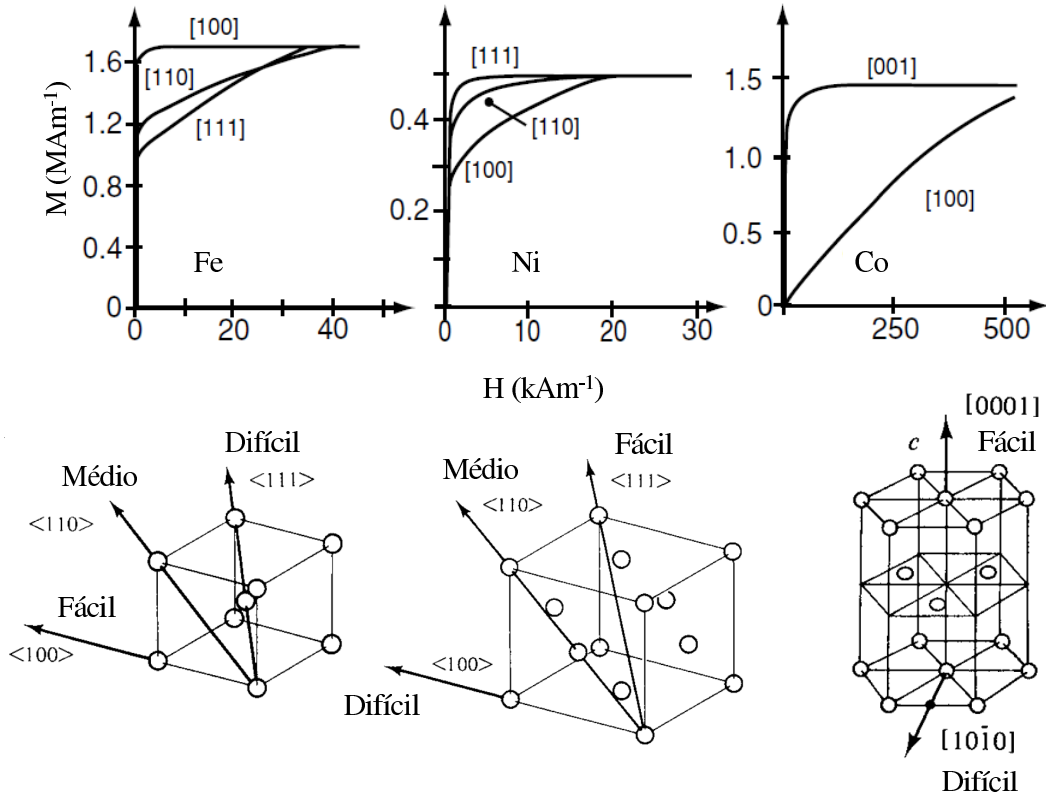 M (MAm⁻¹)
1.6
1.2
0.8
0.4
0
0
20
40
[100]
[110]
[111]
Fe
0.4
0.2
0
10
20
30
[111]
[110]
[100]
Ni
1.5
1.0
0.5
0
250
500
[001]
[100]
Co
H (kAm⁻¹)
Difícil
<111>
Médio
<110>
Fácil
<100>
Fácil
<111>
Médio
<110>
<100>
Difícil
[0001]
c
Fácil
[101̄0]
Difícil